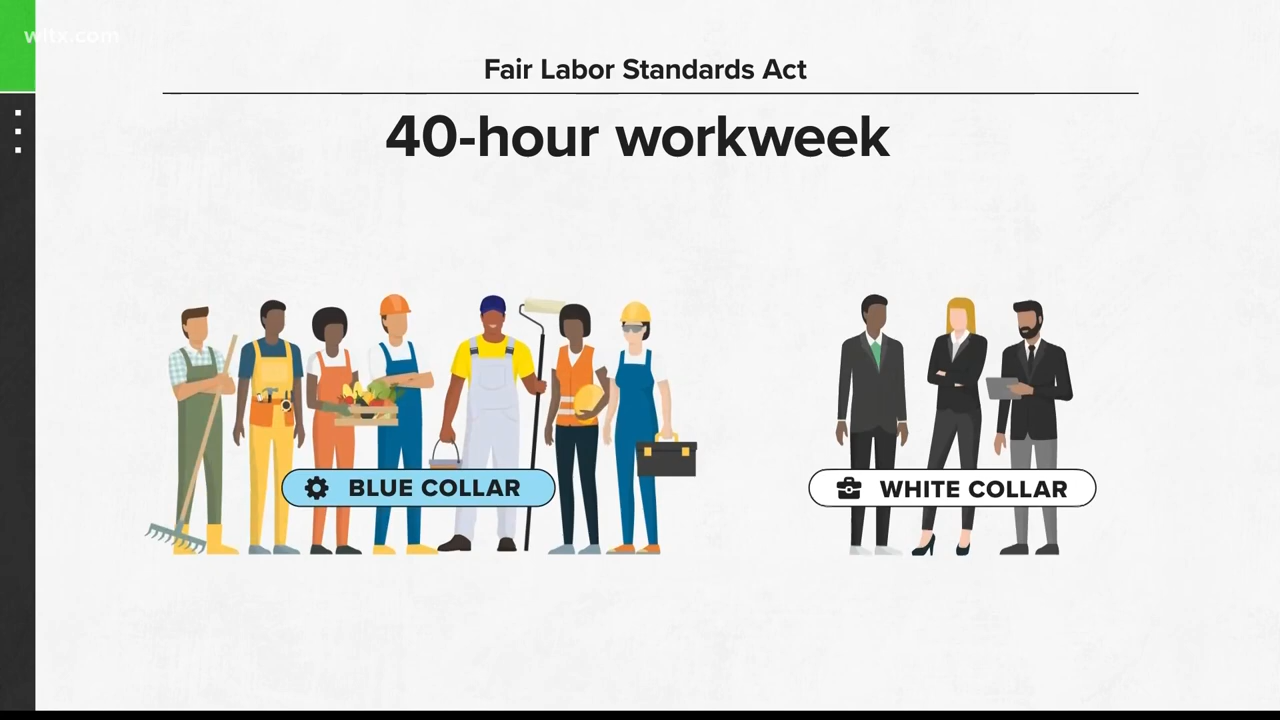 wltx.com
Fair Labor Standards Act
40-hour workweek
BLUE COLLAR
WHITE COLLAR